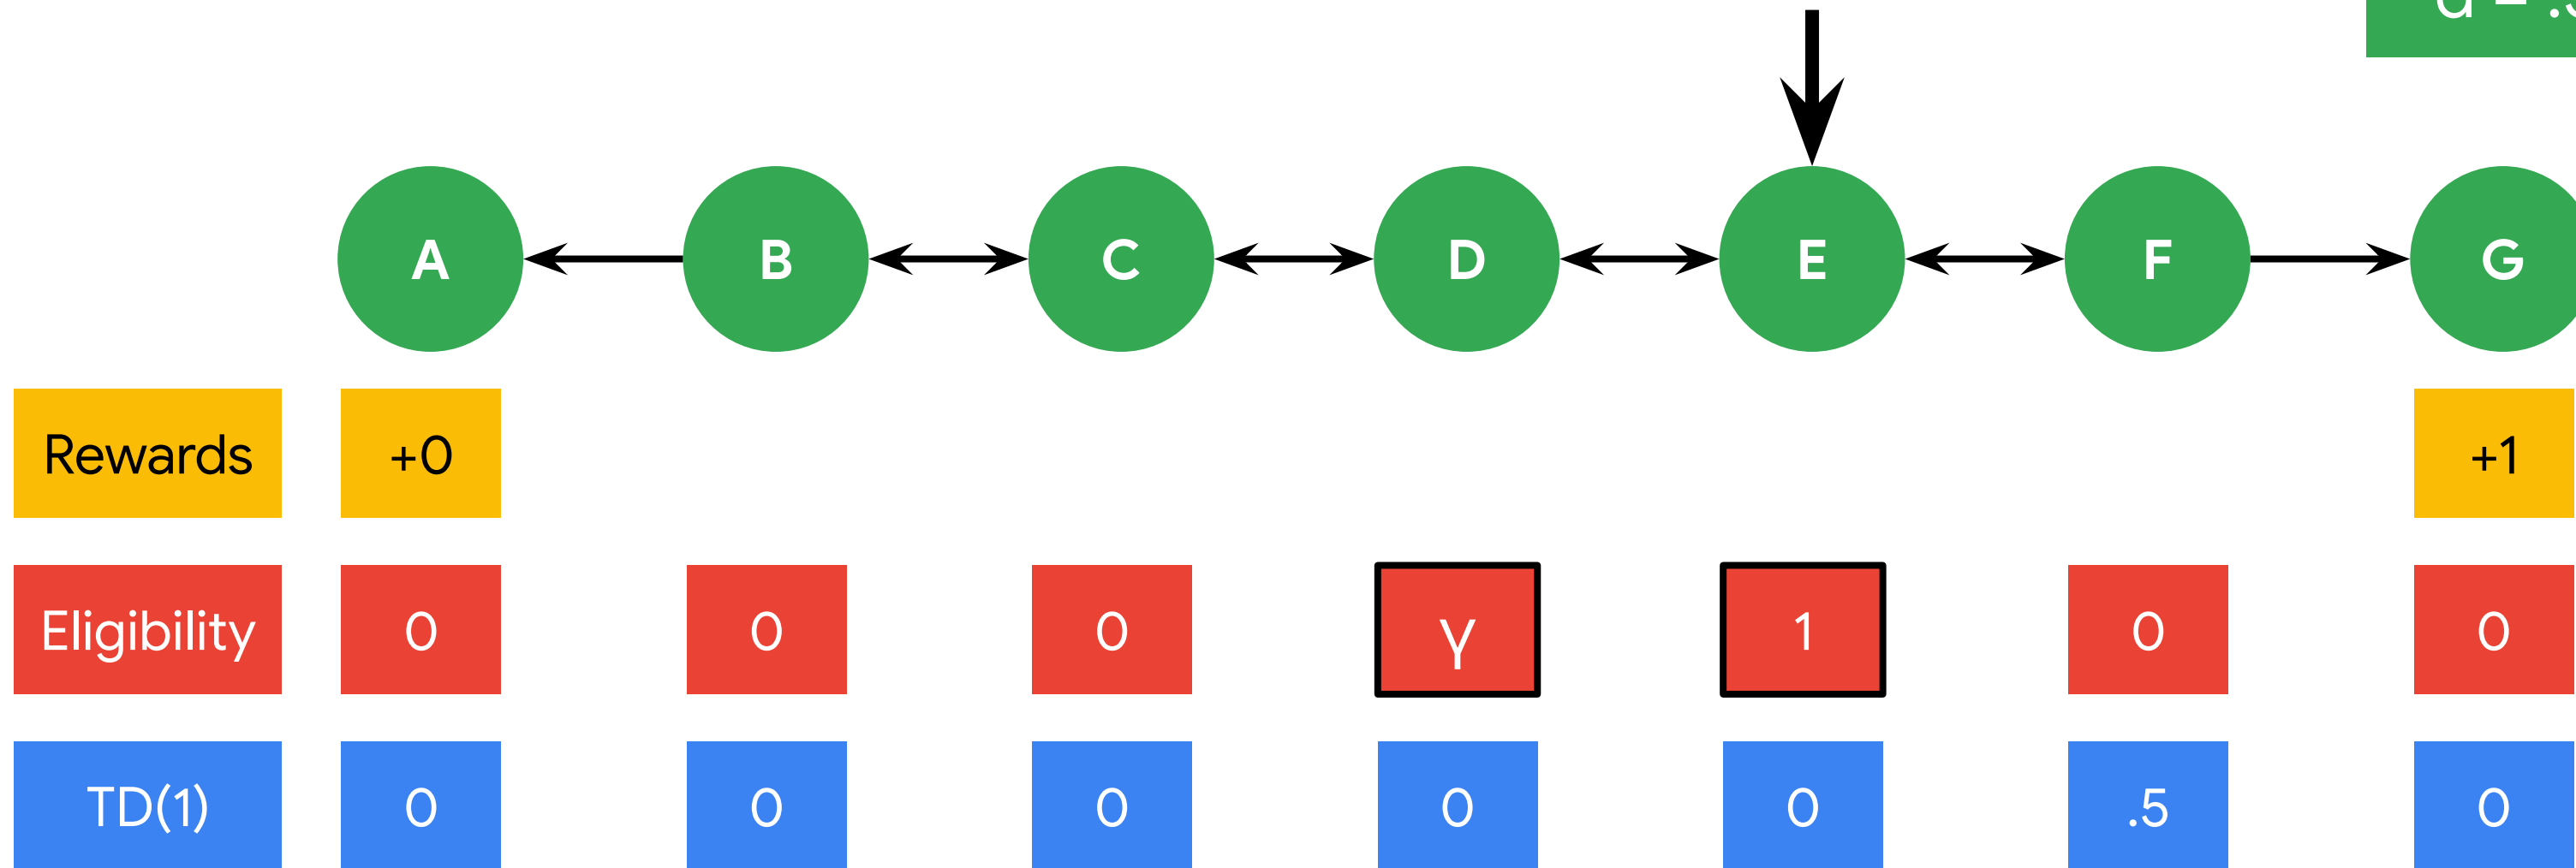 A B C D E F G
Rewards +0 +1
Eligibility 0 0 0 γ 1 0 0
TD(1) 0 0 0 0 0 .5 0